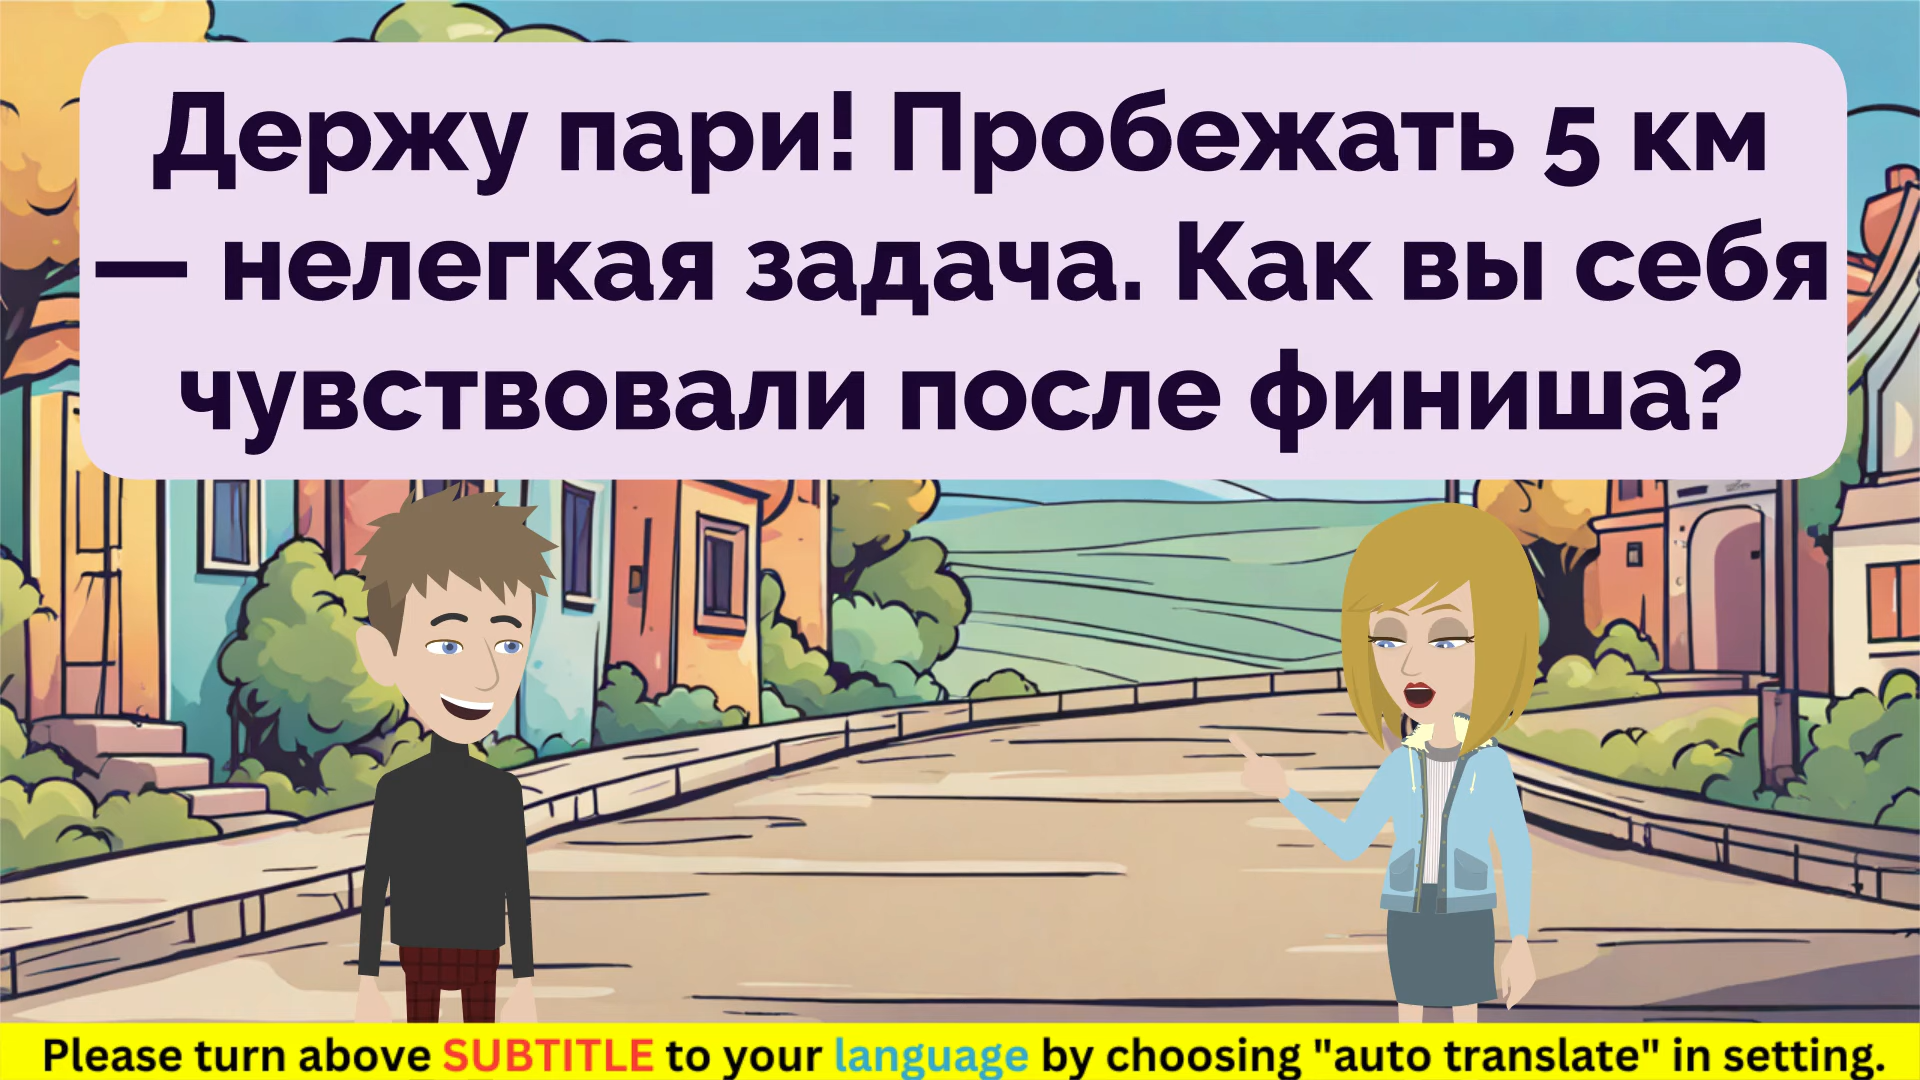 Держу пари! Пробежать 5 км
— нелегкая задача. Как вы себя
чувствовали после финиша?
Please turn above SUBTITLE to your language by choosing "auto translate" in setting.